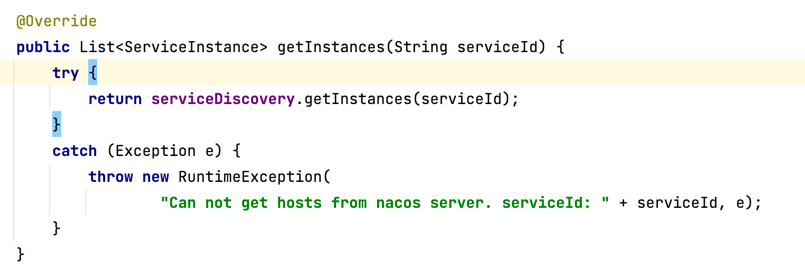 @Override
public List<ServiceInstance> getInstances(String serviceId) {
    try {
        return serviceDiscovery.getInstances(serviceId);
    }
    catch (Exception e) {
        throw new RuntimeException(
                "Can not get hosts from nacos server. serviceId: " + serviceId, e);
    }
}